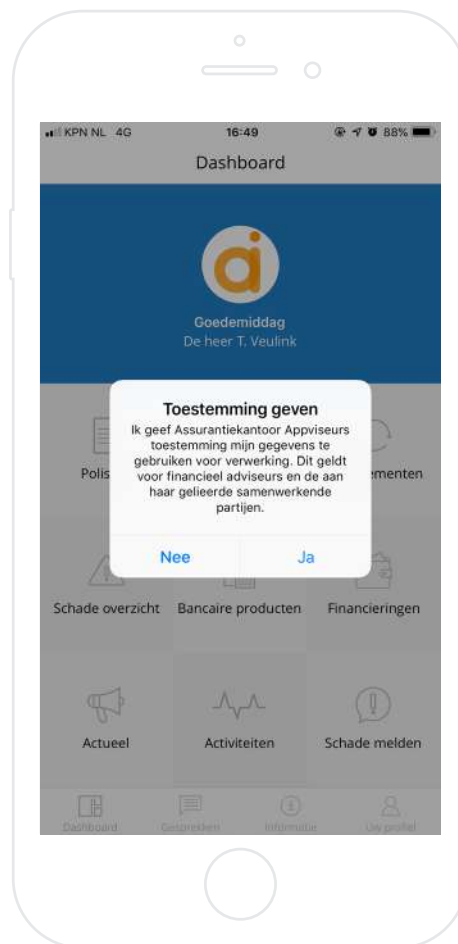 KPN NL 4G 16:49 88%
Dashboard
Goedemiddag
De heer T. Veulink
Toestemming geven
Ik geef Assurantiekantoor Appviseurs
toestemming mijn gegevens te
gebruiken voor verwerking. Dit geldt
voor financieel adviseurs en de aan
haar gelieerde samenwerkende
partijen.
Nee Ja
Polis ementen
Schade overzicht Bancaire producten Financieringen
Actueel Activiteiten Schade melden
Dashboard Gesprekken Informatie Uw profiel